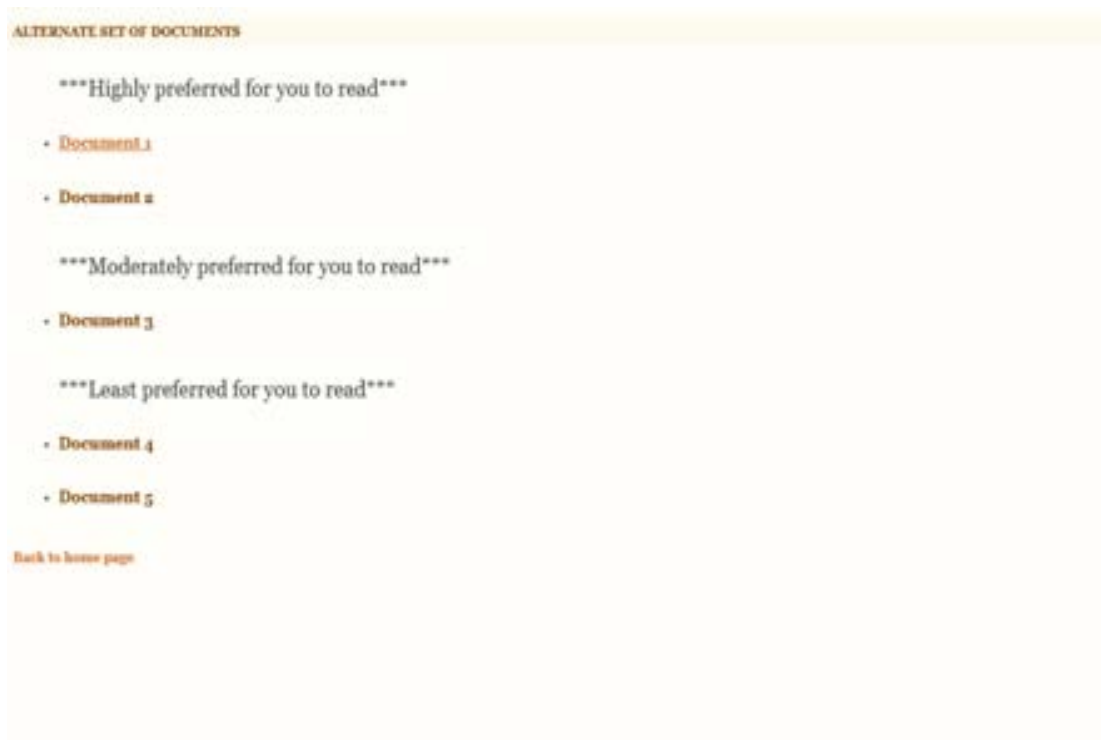 ALTERNATE SET OF DOCUMENTS
***Highly preferred for you to read***
• Document 1
• Document 2
***Moderately preferred for you to read***
• Document 3
***Least preferred for you to read***
• Document 4
• Document 5
Back to home page